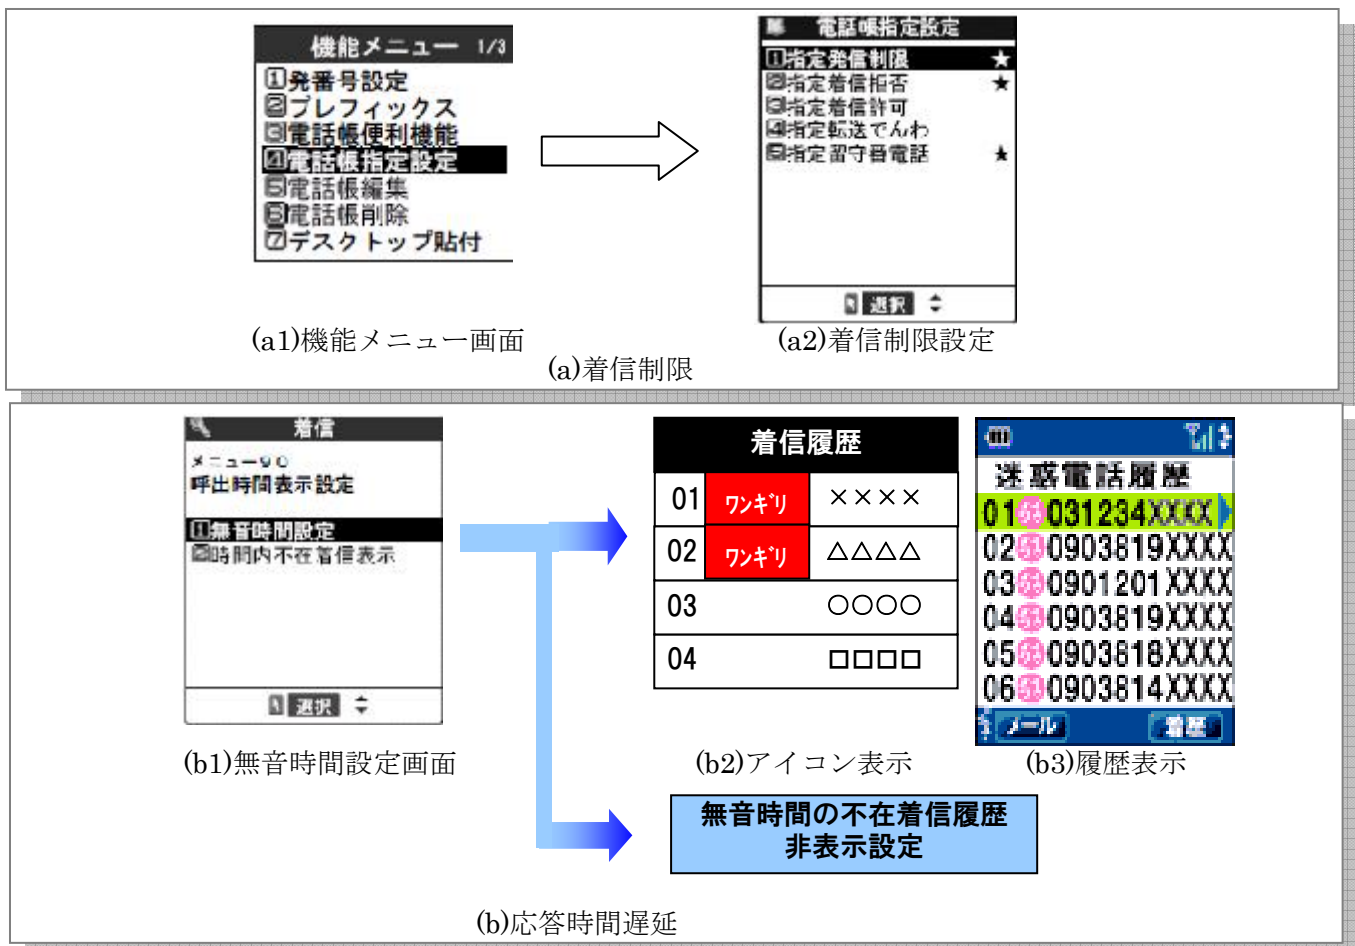 機能メニュー 1/3
1発番号設定
2プレフィックス
3電話帳便利機能
4電話帳指定設定
5電話帳編集
6電話帳削除
7デスクトップ貼付
(a1)機能メニュー画面
電話帳指定設定
1指定発信制限 ★
2指定着信拒否 ★
3指定着信許可
4指定転送でんわ
5指定留守番電話 ★
選択
(a2)着信制限設定
(a)着信制限
着信
メニュー90
呼出時間表示設定
1無音時間設定
2時間内不在着信表示
選択
(b1)無音時間設定画面
着信履歴
01 ワンギリ ××××
02 ワンギリ △△△△
03 ○○○○
04 □□□□
(b2)アイコン表示
迷惑電話履歴
01 031234XXXX
02 0903819XXXX
03 0901201XXXX
04 0903819XXXX
05 0903818XXXX
06 0903814XXXX
メール 着歴
(b3)履歴表示
無音時間の不在着信履歴
非表示設定
(b)応答時間遅延